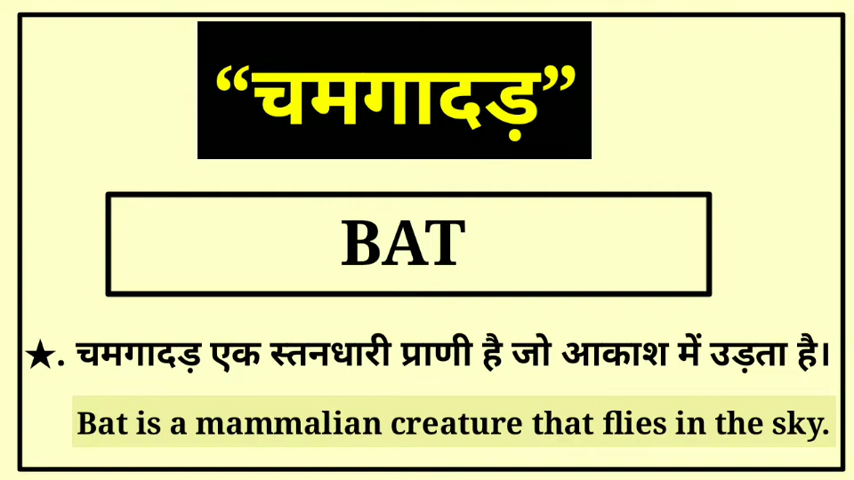 “चमगादड़”
BAT
★. चमगादड़ एक स्तनधारी प्राणी है जो आकाश में उड़ता है।
Bat is a mammalian creature that flies in the sky.